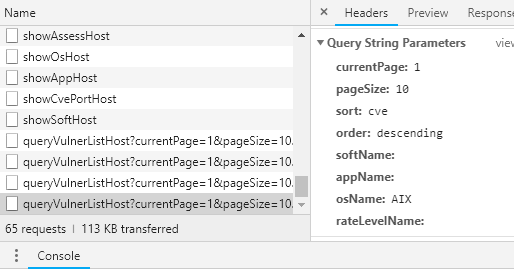 Name
showAssessHost
showOsHost
showAppHost
showCvePortHost
showSoftHost
queryVulnerListHost?currentPage=1&pageSize=10.
queryVulnerListHost?currentPage=1&pageSize=10.
queryVulnerListHost?currentPage=1&pageSize=10.
queryVulnerListHost?currentPage=1&pageSize=10.
65 requests | 113 KB transferred
× Headers Preview Response
▼ Query String Parameters view
currentPage: 1
pageSize: 10
sort: cve
order: descending
softName:
appName:
osName: AIX
rateLevelName:
Console